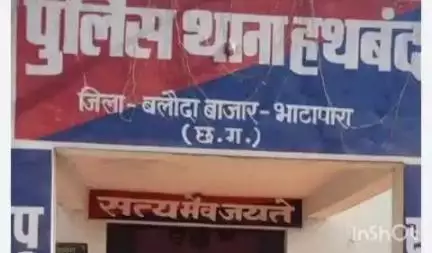 पुलिस थाना हथबंद
जिला - बलौदा बाजार - भाटापारा
(छ.ग.)
सत्यमेव जयते
InShOt